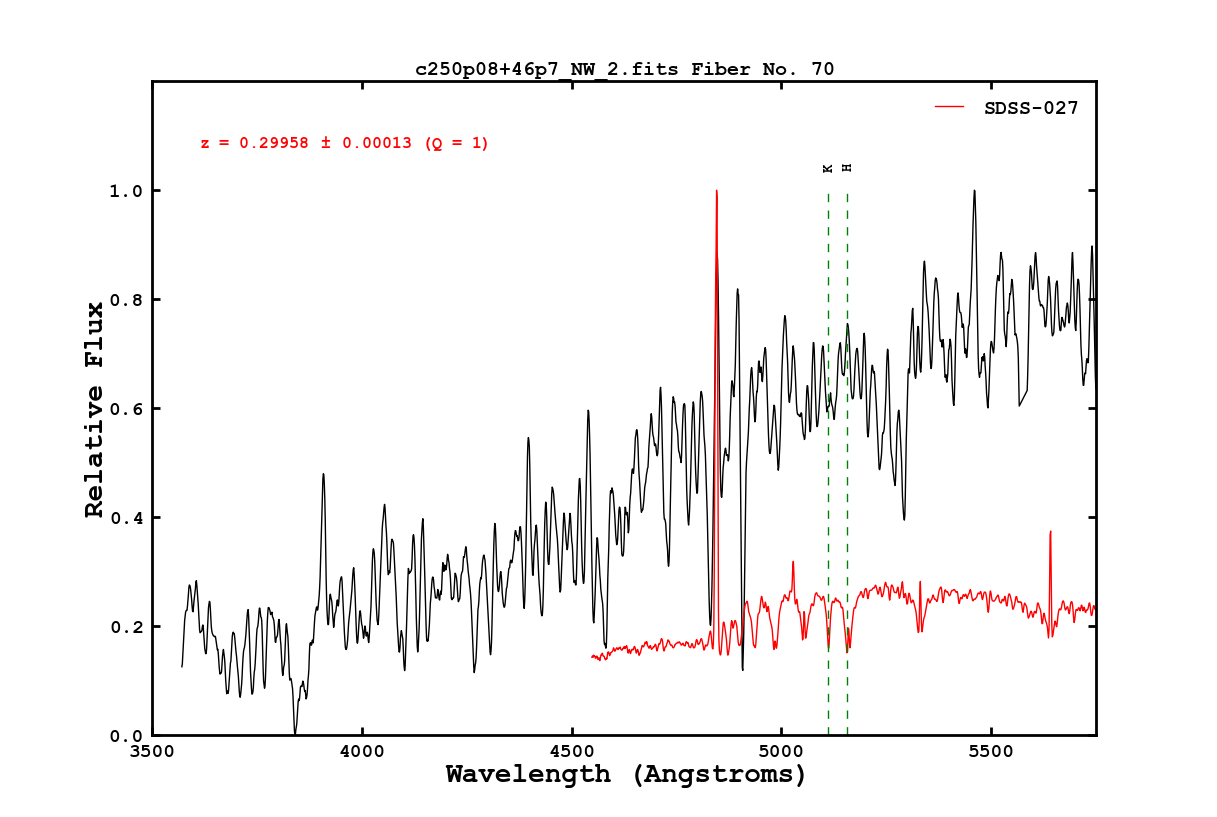 c250p08+46p7_NW_2.fits Fiber No. 70
SDSS-027
z = 0.29958 ± 0.00013 (Q = 1)
K H
1.0
0.8
0.6
0.4
0.2
0.0
Relative Flux
3500 4000 4500 5000 5500
Wavelength (Angstroms)